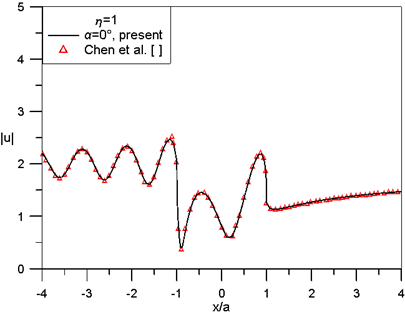 η=1
α=0°, present
Chen et al. [ ]
5
4
3
|u|
2
1
0
-4 -3 -2 -1 0 1 2 3 4
x/a